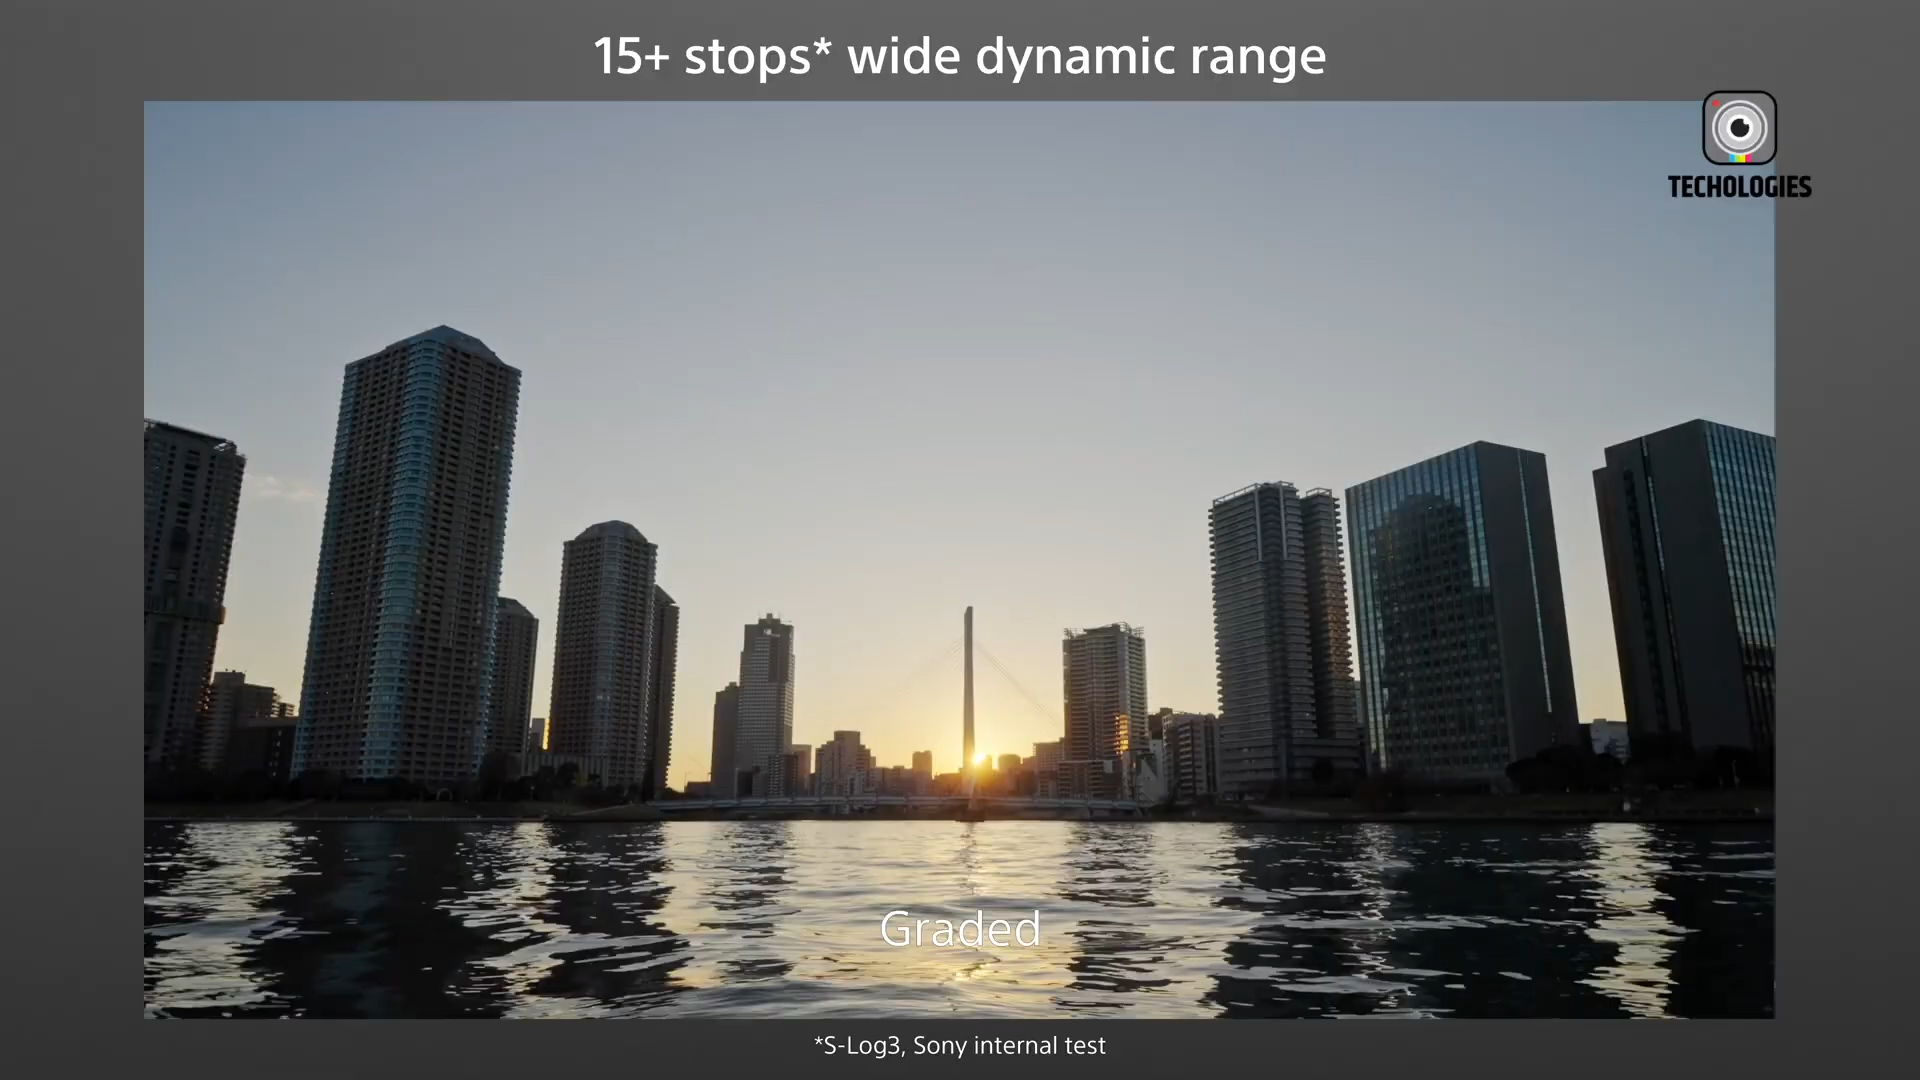 15+ stops* wide dynamic range
TECHOLOGIES
Graded
*S-Log3, Sony internal test